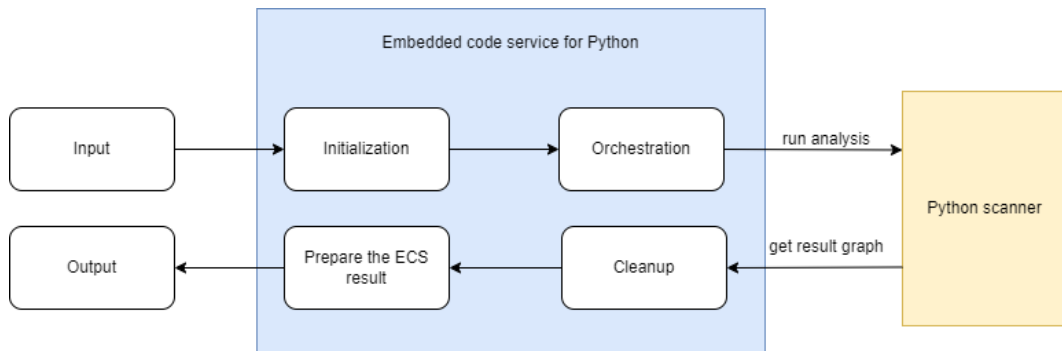 Embedded code service for Python
Input
Initialization
Orchestration
run analysis
Python scanner
Output
Prepare the ECS
result
Cleanup
get result graph